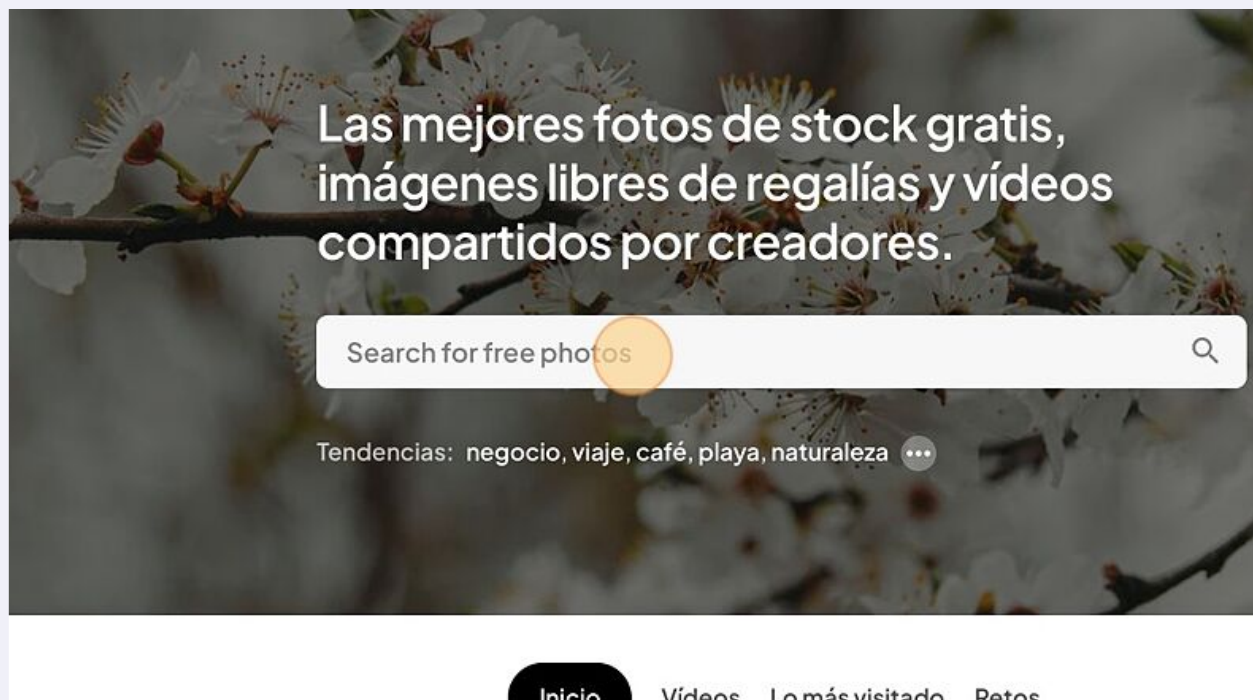 Las mejores fotos de stock gratis,
imágenes libres de regalías y vídeos
compartidos por creadores.
Search for free photos
Tendencias: negocio, viaje, café, playa, naturaleza
Inicio Vídeos Lo más visitado Retos